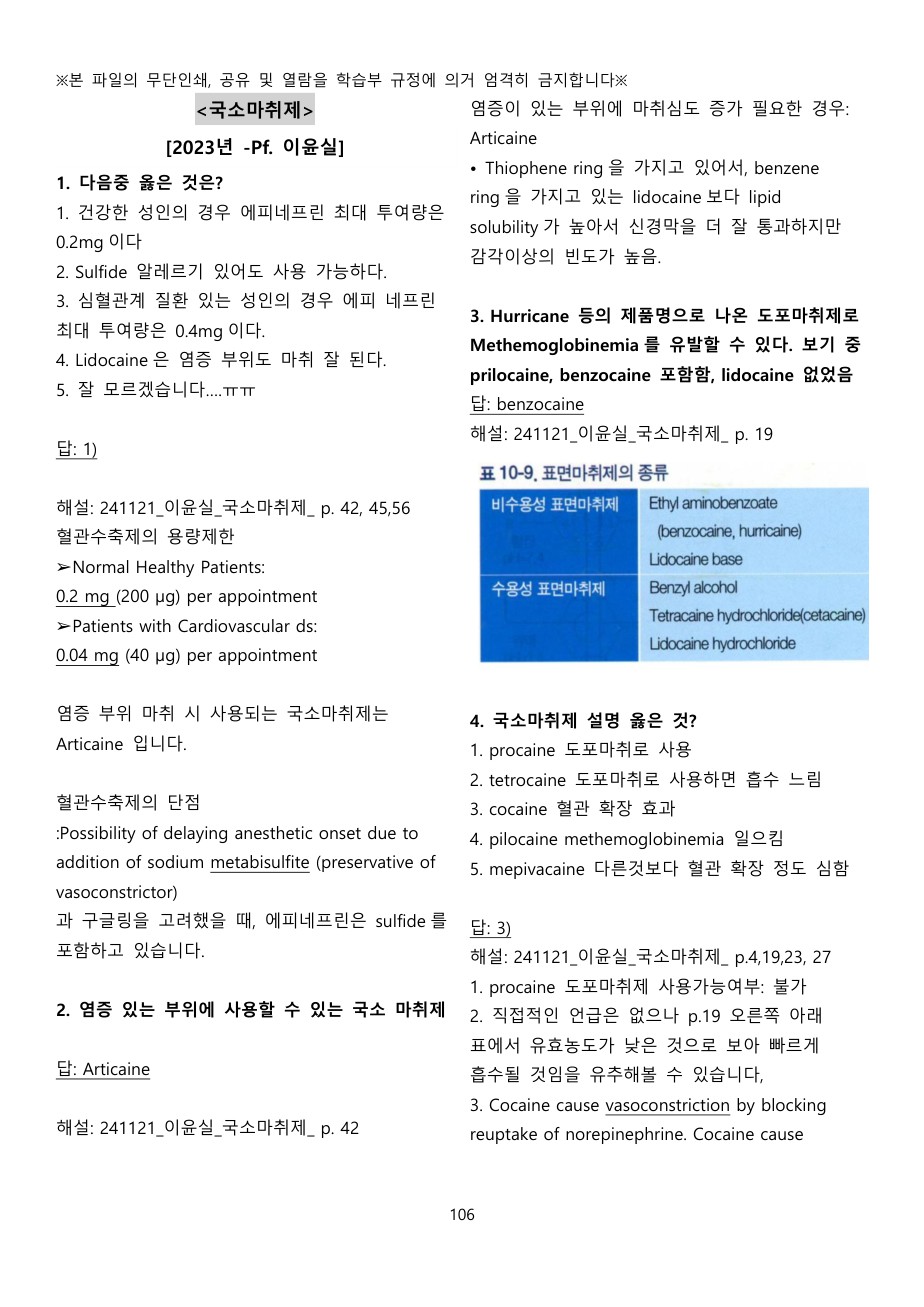 ※본 파일의 무단인쇄, 공유 및 열람을 학습부 규정에 의거 엄격히 금지합니다※
<국소마취제>
[2023년 -Pf. 이윤실]
1. 다음중 옳은 것은?
1. 건강한 성인의 경우 에피네프린 최대 투여량은
0.2mg 이다
2. Sulfide 알레르기 있어도 사용 가능하다.
3. 심혈관계 질환 있는 성인의 경우 에피 네프린
최대 투여량은 0.4mg 이다.
4. Lidocaine 은 염증 부위도 마취 잘 된다.
5. 잘 모르겠습니다....ㅠㅠ
답: 1)
해설: 241121_이윤실_국소마취제_ p. 42, 45,56
혈관수축제의 용량제한
➢Normal Healthy Patients:
0.2 mg (200 µg) per appointment
➢Patients with Cardiovascular ds:
0.04 mg (40 µg) per appointment
염증 부위 마취 시 사용되는 국소마취제는
Articaine 입니다.
혈관수축제의 단점
:Possibility of delaying anesthetic onset due to
addition of sodium metabisulfite (preservative of
vasoconstrictor)
과 구글링을 고려했을 때, 에피네프린은 sulfide 를
포함하고 있습니다.
2. 염증 있는 부위에 사용할 수 있는 국소 마취제
답: Articaine
해설: 241121_이윤실_국소마취제_ p. 42
염증이 있는 부위에 마취심도 증가 필요한 경우:
Articaine
• Thiophene ring 을 가지고 있어서, benzene
ring 을 가지고 있는 lidocaine 보다 lipid
solubility 가 높아서 신경막을 더 잘 통과하지만
감각이상의 빈도가 높음.
3. Hurricane 등의 제품명으로 나온 도포마취제로
Methemoglobinemia 를 유발할 수 있다. 보기 중
prilocaine, benzocaine 포함함, lidocaine 없었음
답: benzocaine
해설: 241121_이윤실_국소마취제_ p. 19
표 10-9. 표면마취제의 종류
비수용성 표면마취제 Ethyl aminobenzoate
(benzocaine, hurricaine)
Lidocaine base
수용성 표면마취제 Benzyl alcohol
Tetracaine hydrochloride(cetacaine)
Lidocaine hydrochloride
4. 국소마취제 설명 옳은 것?
1. procaine 도포마취로 사용
2. tetrocaine 도포마취로 사용하면 흡수 느림
3. cocaine 혈관 확장 효과
4. pilocaine methemoglobinemia 일으킴
5. mepivacaine 다른것보다 혈관 확장 정도 심함
답: 3)
해설: 241121_이윤실_국소마취제_ p.4,19,23, 27
1. procaine 도포마취제 사용가능여부: 불가
2. 직접적인 언급은 없으나 p.19 오른쪽 아래
표에서 유효농도가 낮은 것으로 보아 빠르게
흡수될 것임을 유추해볼 수 있습니다,
3. Cocaine cause vasoconstriction by blocking
reuptake of norepinephrine. Cocaine cause
106